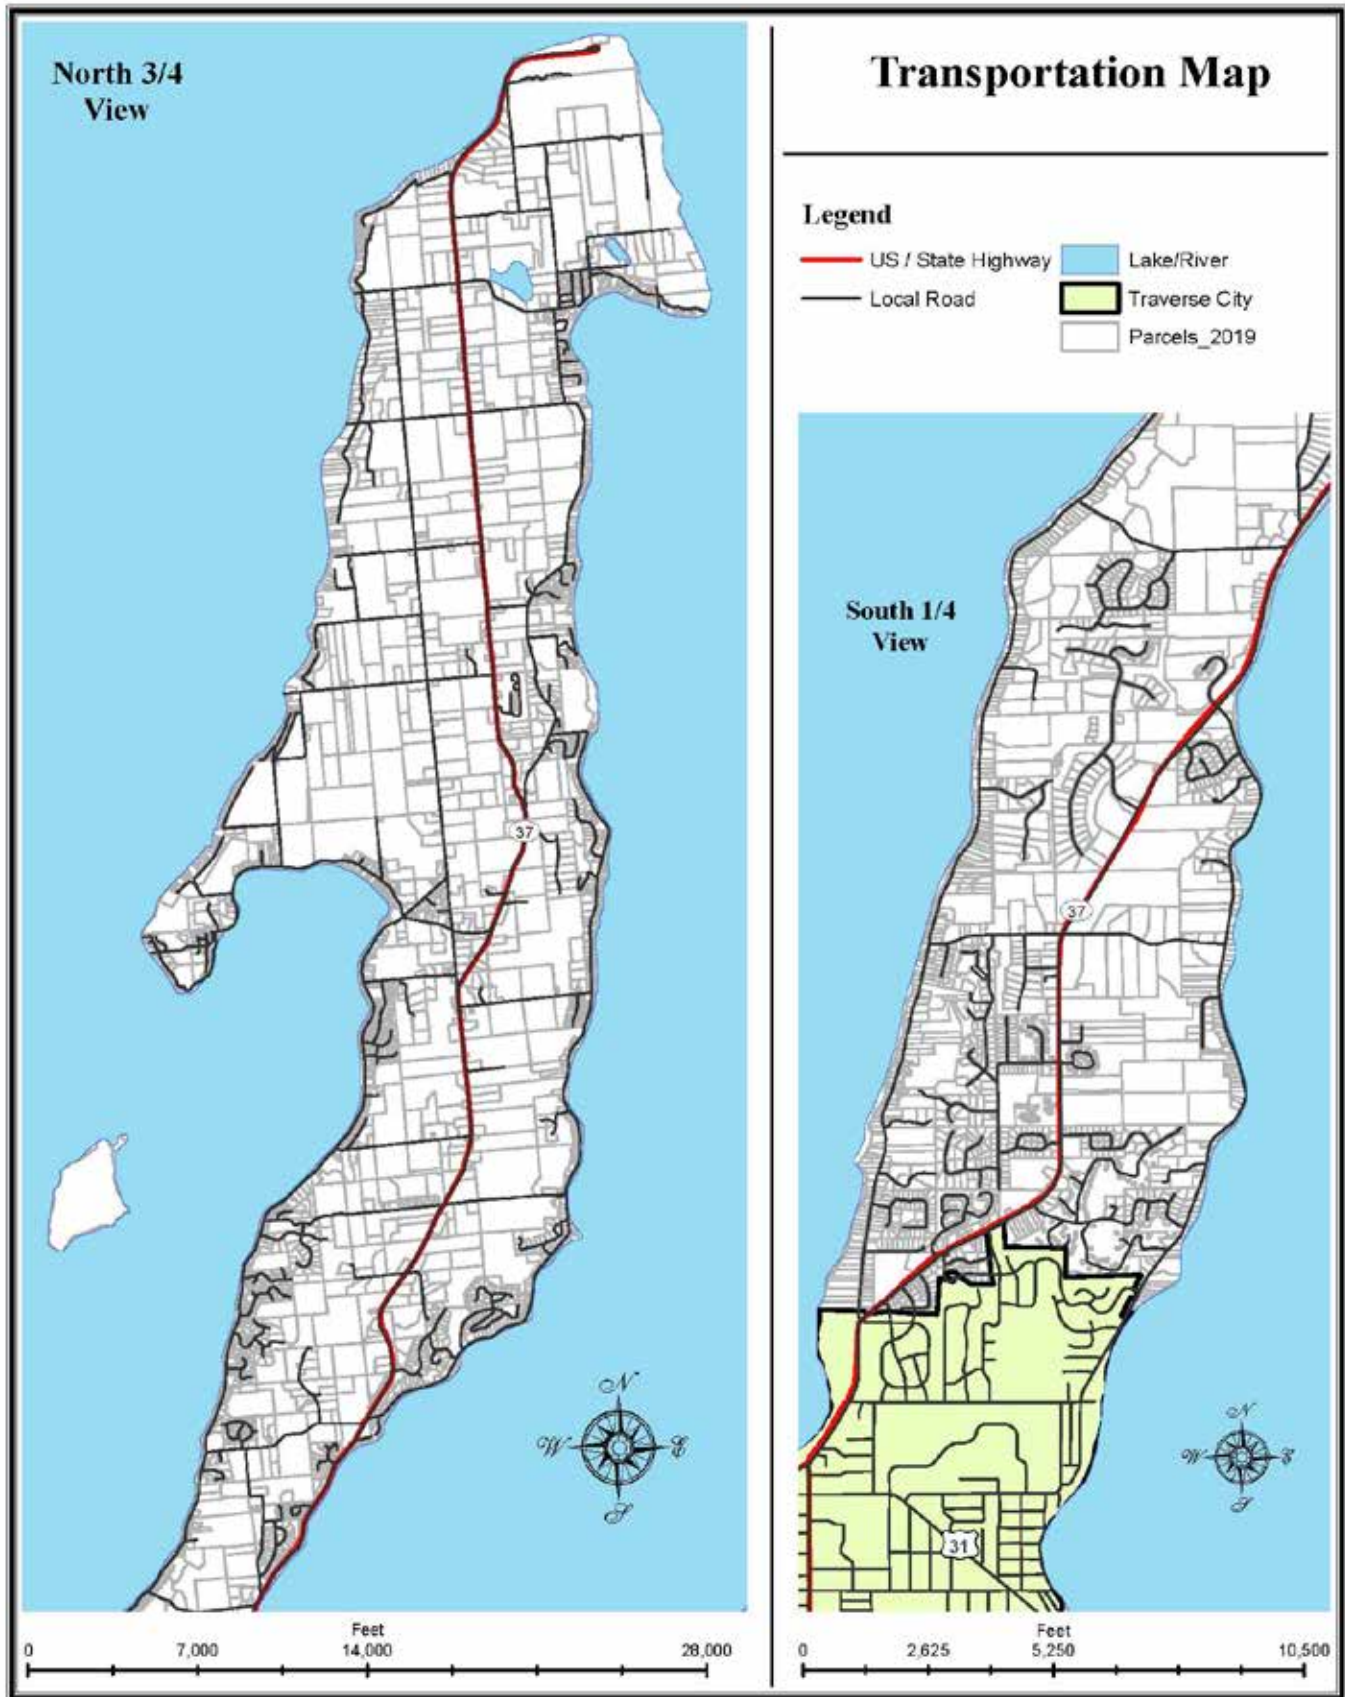 North 3/4
View
Transportation Map
Legend
US / State Highway
Local Road
Lake/River
Traverse City
Parcels_2019
South 1/4
View
37
37
31
N
W E
S
N
W E
S
Feet
0 7,000 14,000 28,000
Feet
0 2,625 5,250 10,500